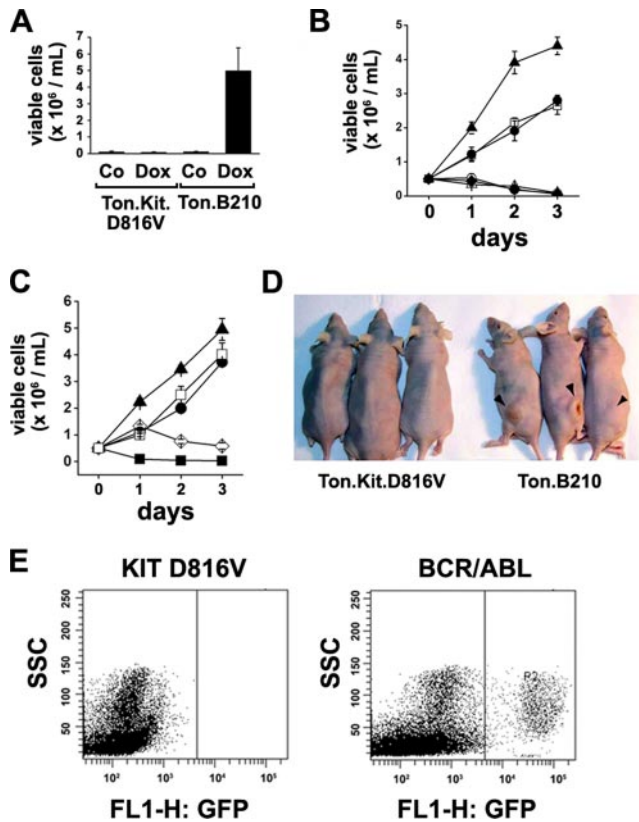 A
viable cells
(x 10⁶ / mL)
7
6
5
4
3
2
1
0
Co Dox Co Dox
Ton.Kit. Ton.B210
D816V
B
viable cells
(x 10⁶ / mL)
5
4
3
2
1
0
0 1 2 3
days
C
viable cells
(x 10⁶ / mL)
6
5
4
3
2
1
0
0 1 2 3
days
D
Ton.Kit.D816V Ton.B210
E
KIT D816V
SSC
250
200
150
100
50
10² 10³ 10⁴ 10⁵
FL1-H: GFP
BCR/ABL
SSC
250
200
150
100
50
10² 10³ 10⁴ 10⁵
FL1-H: GFP